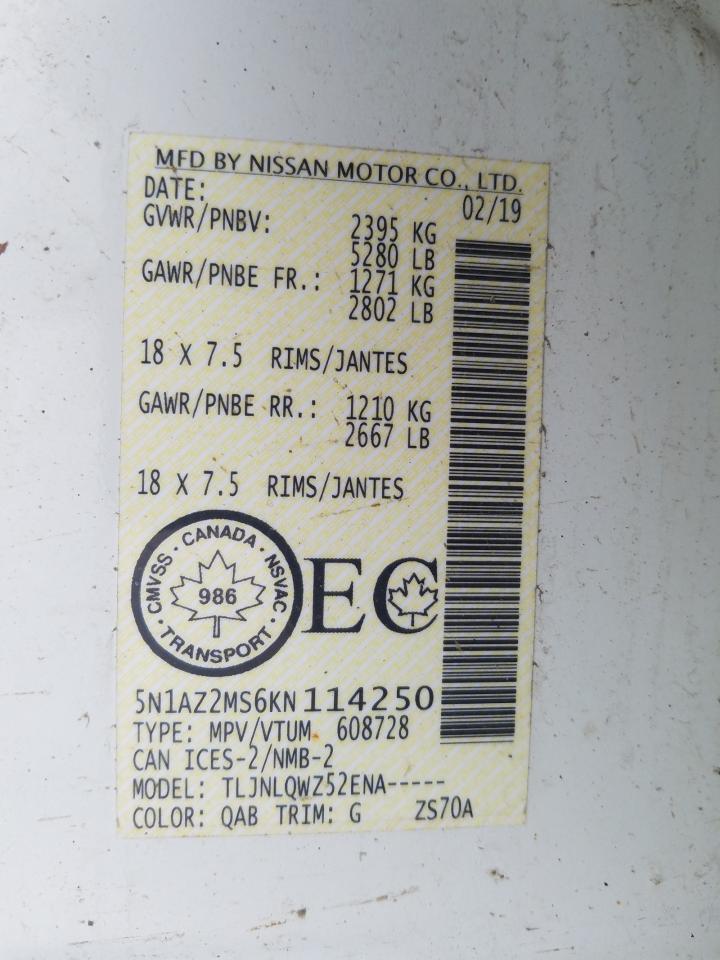 MFD BY NISSAN MOTOR CO., LTD.
DATE: 02/19
GVWR/PNBV: 2395 KG
5280 LB
GAWR/PNBE FR.: 1271 KG
2802 LB
18 X 7.5 RIMS/JANTES
GAWR/PNBE RR.: 1210 KG
2667 LB
18 X 7.5 RIMS/JANTES
CMVSS · CANADA · NSVAC · TRANSPORT ·
986
EC
5N1AZ2MS6KN114250
TYPE: MPV/VTUM 608728
CAN ICES-2/NMB-2
MODEL: TLJNLQWZ52ENA-----
COLOR: QAB TRIM: G ZS70A